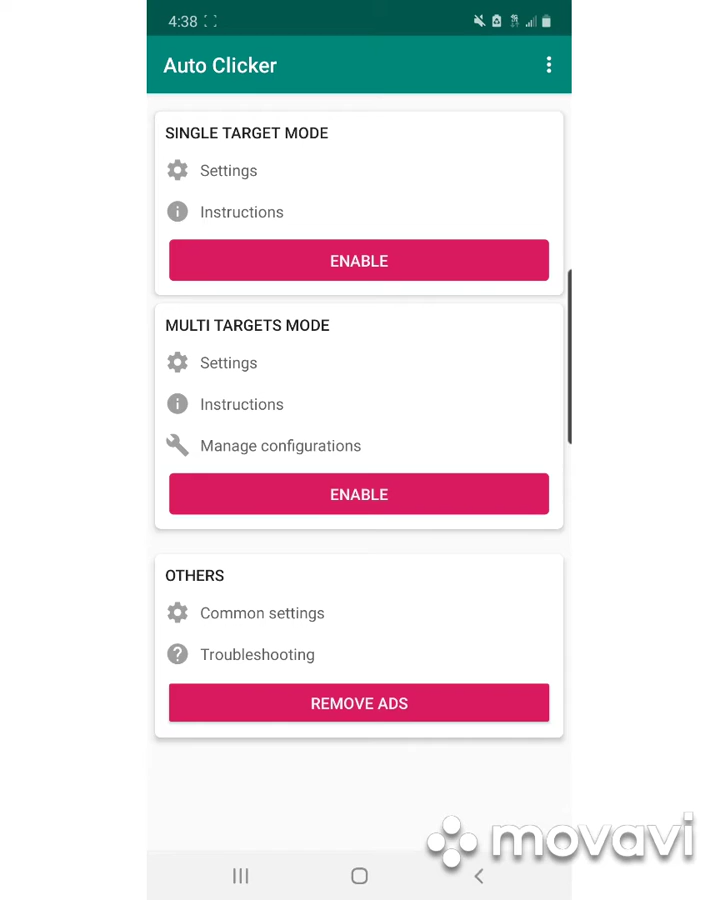 4:38
Auto Clicker
SINGLE TARGET MODE
Settings
Instructions
ENABLE
MULTI TARGETS MODE
Settings
Instructions
Manage configurations
ENABLE
OTHERS
Common settings
Troubleshooting
REMOVE ADS
movavi